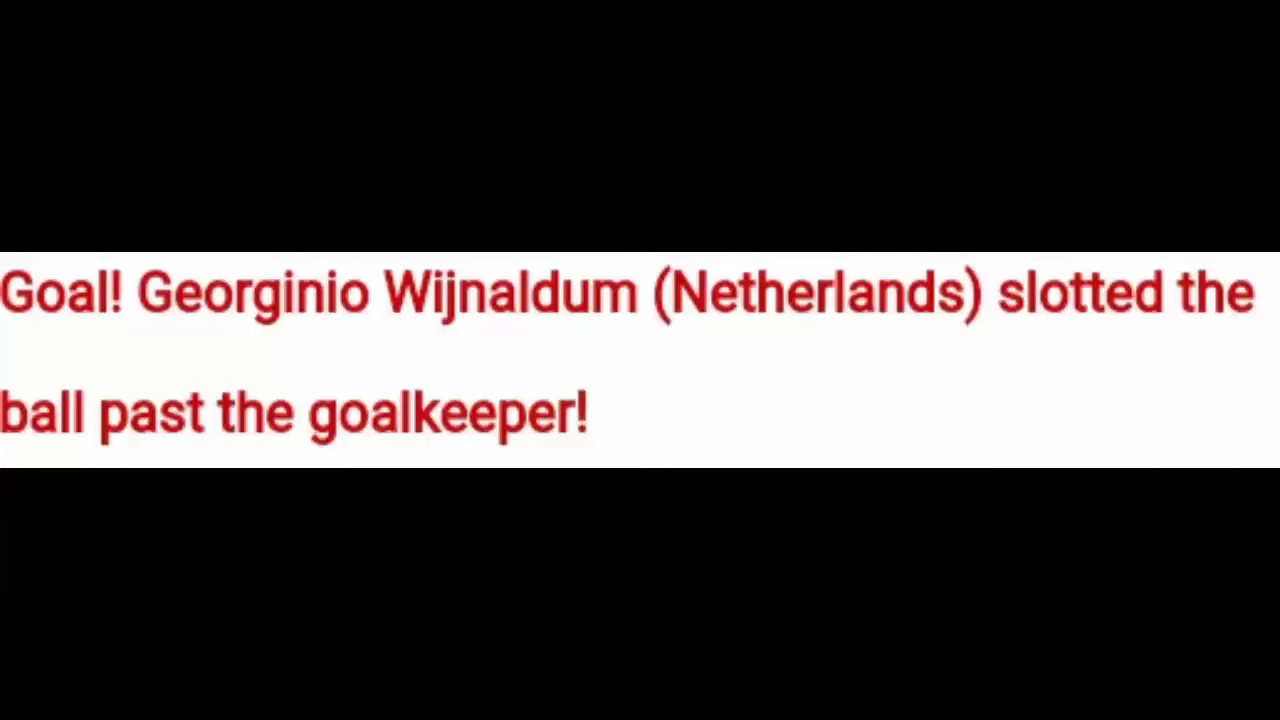 Goal! Georginio Wijnaldum (Netherlands) slotted the
ball past the goalkeeper!